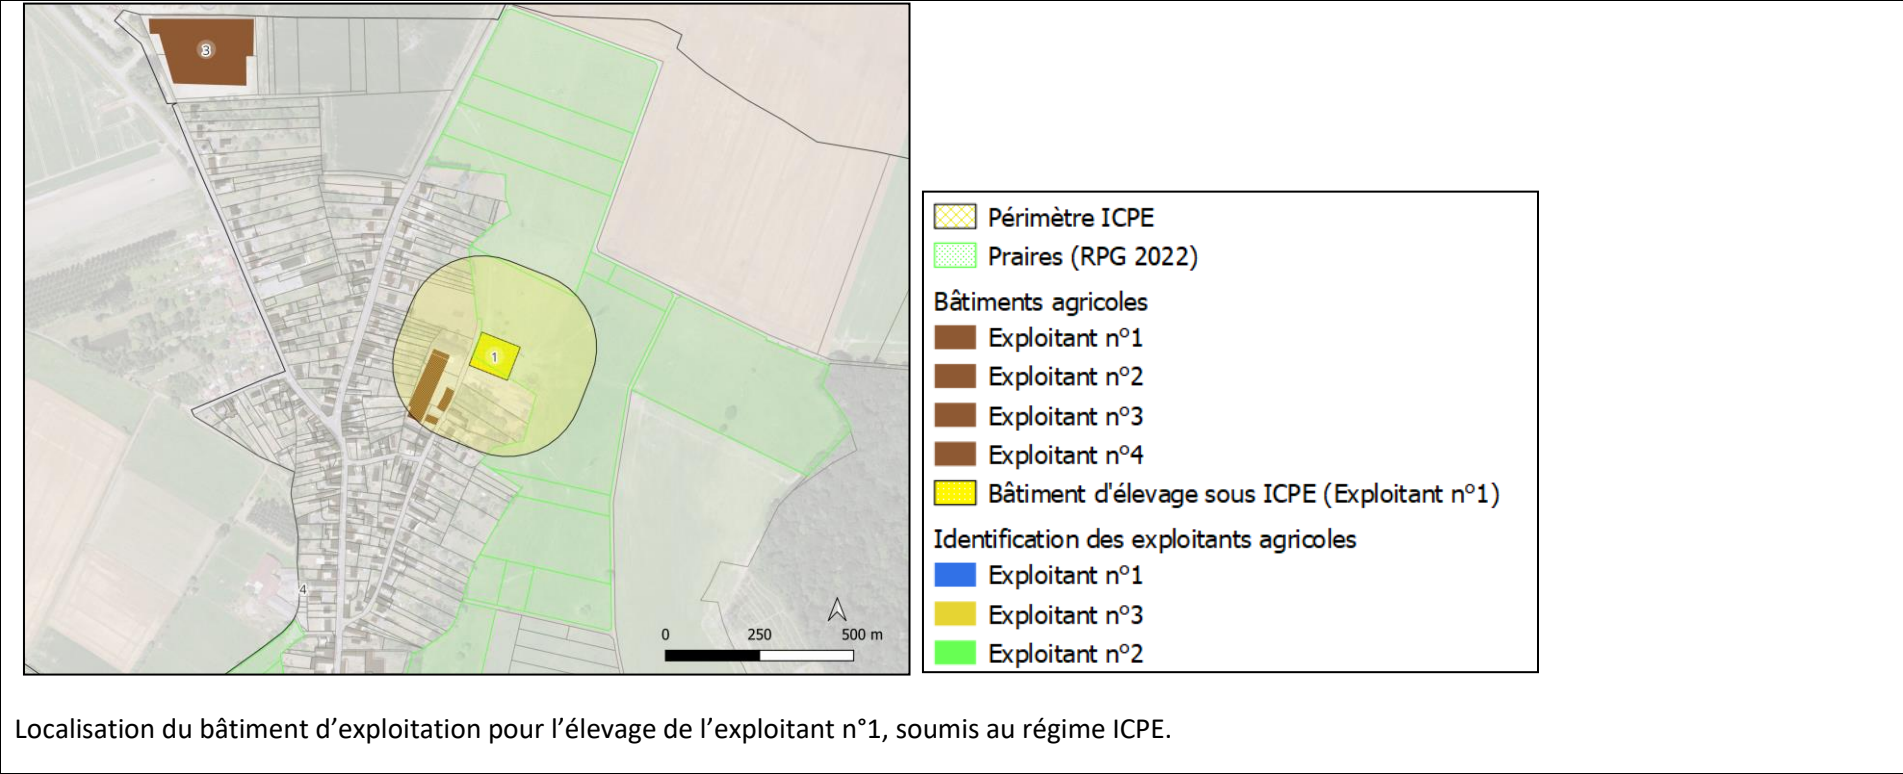 3
1
4
0 250 500 m
Périmètre ICPE
Praires (RPG 2022)
Bâtiments agricoles
Exploitant n°1
Exploitant n°2
Exploitant n°3
Exploitant n°4
Bâtiment d'élevage sous ICPE (Exploitant n°1)
Identification des exploitants agricoles
Exploitant n°1
Exploitant n°3
Exploitant n°2
Localisation du bâtiment d’exploitation pour l’élevage de l’exploitant n°1, soumis au régime ICPE.